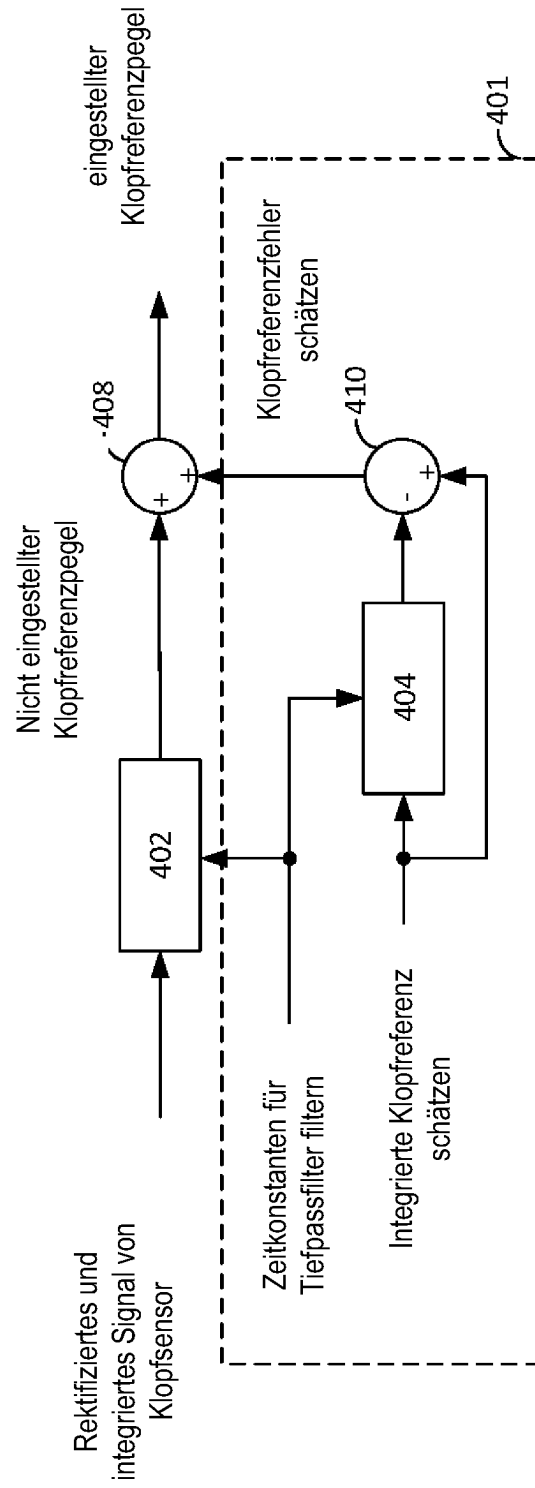 Rektifiziertes und
integriertes Signal von
Klopfsensor
402
Nicht eingestellter
Klopfreferenzpegel
+
+
408
eingestellter
Klopfreferenzpegel
Zeitkonstanten für
Tiefpassfilter filtern
Integrierte Klopfreferenz
schätzen
404
-
+
410
Klopfreferenzfehler
schätzen
401